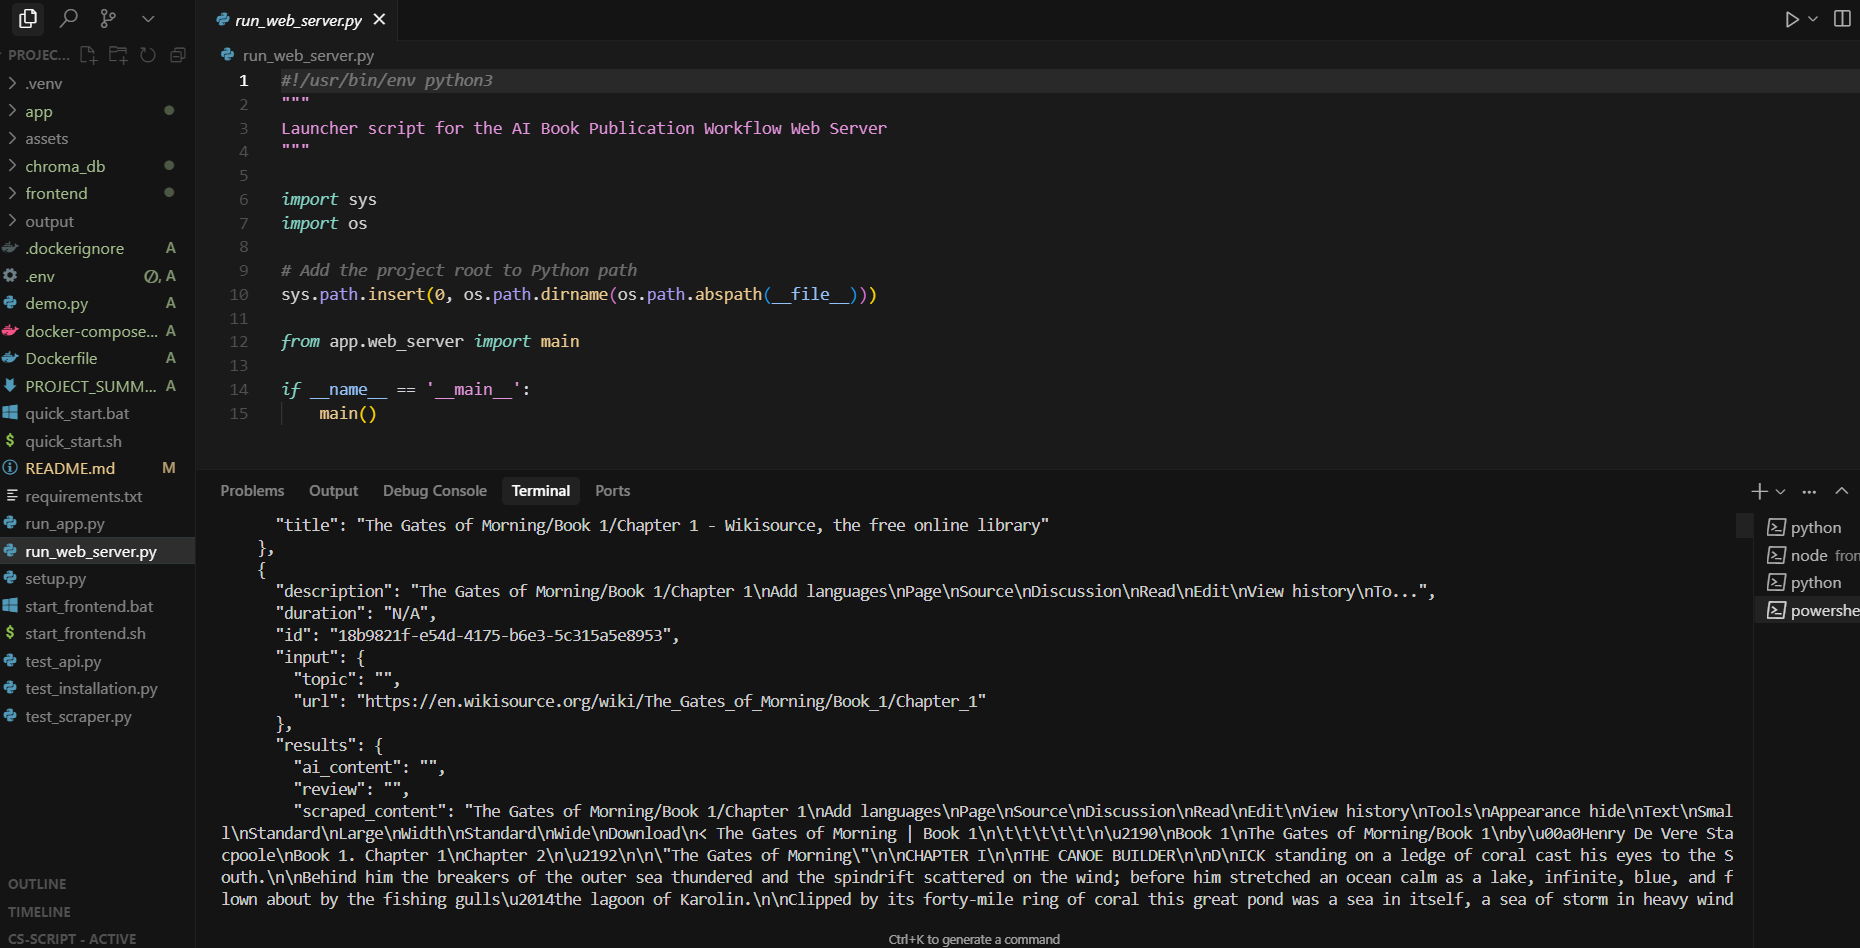 run_web_server.py
PROJEC...
run_web_server.py
.venv
app
assets
chroma_db
frontend
output
.dockerignore A
.env , A
demo.py A
docker-compose... A
Dockerfile A
PROJECT_SUMM... A
quick_start.bat
quick_start.sh
README.md M
requirements.txt
run_app.py
run_web_server.py
setup.py
start_frontend.bat
start_frontend.sh
test_api.py
test_installation.py
test_scraper.py
OUTLINE
TIMELINE
CS-SCRIPT - ACTIVE
1 #!/usr/bin/env python3
2 """
3 Launcher script for the AI Book Publication Workflow Web Server
4 """
5
6 import sys
7 import os
8
9 # Add the project root to Python path
10 sys.path.insert(0, os.path.dirname(os.path.abspath(__file__)))
11
12 from app.web_server import main
13
14 if __name__ == '__main__':
15 main()
Problems Output Debug Console Terminal Ports
"title": "The Gates of Morning/Book 1/Chapter 1 - Wikisource, the free online library"
},
{
"description": "The Gates of Morning/Book 1/Chapter 1\nAdd languages\nPage\nSource\nDiscussion\nRead\nEdit\nView history\nTo...",
"duration": "N/A",
"id": "18b9821f-e54d-4175-b6e3-5c315a5e8953",
"input": {
"topic": "",
"url": "https://en.wikisource.org/wiki/The_Gates_of_Morning/Book_1/Chapter_1"
},
"results": {
"ai_content": "",
"review": "",
"scraped_content": "The Gates of Morning/Book 1/Chapter 1\nAdd languages\nPage\nSource\nDiscussion\nRead\nEdit\nView history\nTools\nAppearance hide\nText\nSmal
l\nStandard\nLarge\nWidth\nStandard\nWide\nDownload\n< The Gates of Morning | Book 1\n\t\t\t\t\t\n\u2190\nBook 1\nThe Gates of Morning/Book 1\nby\u00a0Henry De Vere Sta
cpoole\nBook 1. Chapter 1\nChapter 2\n\u2192\n\n\"The Gates of Morning\"\n\nCHAPTER I\n\nTHE CANOE BUILDER\n\nD\nICK standing on a ledge of coral cast his eyes to the S
outh.\n\nBehind him the breakers of the outer sea thundered and the spindrift scattered on the wind; before him stretched an ocean calm as a lake, infinite, blue, and f
lown about by the fishing gulls\u2014the lagoon of Karolin.\n\nClipped by its forty-mile ring of coral this great pond was a sea in itself, a sea of storm in heavy wind
python
node fron
python
powershe
Ctrl+K to generate a command